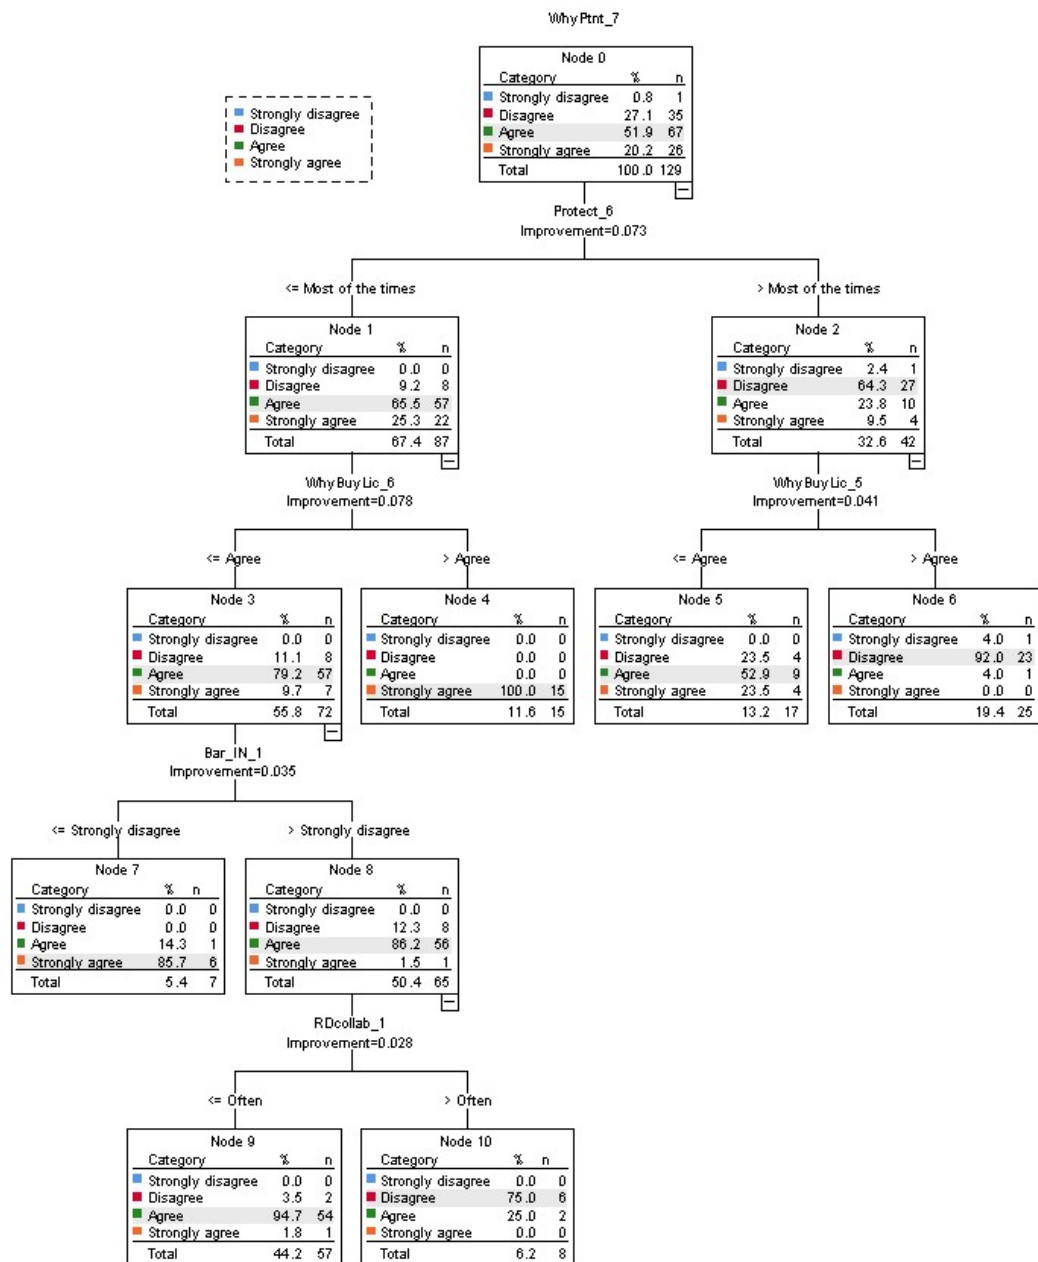 WhyPtnt_7
Strongly disagree
Disagree
Agree
Strongly agree
Node 0
Category % n
Strongly disagree 0.8 1
Disagree 27.1 35
Agree 51.9 67
Strongly agree 20.2 26
Total 100.0 129
Protect_6
Improvement=0.073
<= Most of the times
> Most of the times
Node 1
Category % n
Strongly disagree 0.0 0
Disagree 9.2 8
Agree 65.5 57
Strongly agree 25.3 22
Total 67.4 87
Node 2
Category % n
Strongly disagree 2.4 1
Disagree 64.3 27
Agree 23.8 10
Strongly agree 9.5 4
Total 32.6 42
WhyBuyLic_6
Improvement=0.078
WhyBuyLic_5
Improvement=0.041
<= Agree
> Agree
<= Agree
> Agree
Node 3
Category % n
Strongly disagree 0.0 0
Disagree 11.1 8
Agree 79.2 57
Strongly agree 9.7 7
Total 55.8 72
Node 4
Category % n
Strongly disagree 0.0 0
Disagree 0.0 0
Agree 0.0 0
Strongly agree 100.0 15
Total 11.6 15
Node 5
Category % n
Strongly disagree 0.0 0
Disagree 23.5 4
Agree 52.9 9
Strongly agree 23.5 4
Total 13.2 17
Node 6
Category % n
Strongly disagree 4.0 1
Disagree 92.0 23
Agree 4.0 1
Strongly agree 0.0 0
Total 19.4 25
Bar_IN_1
Improvement=0.035
<= Strongly disagree
> Strongly disagree
Node 7
Category % n
Strongly disagree 0.0 0
Disagree 0.0 0
Agree 14.3 1
Strongly agree 85.7 6
Total 5.4 7
Node 8
Category % n
Strongly disagree 0.0 0
Disagree 12.3 8
Agree 86.2 56
Strongly agree 1.5 1
Total 50.4 65
RDcollab_1
Improvement=0.028
<= Often
> Often
Node 9
Category % n
Strongly disagree 0.0 0
Disagree 3.5 2
Agree 94.7 54
Strongly agree 1.8 1
Total 44.2 57
Node 10
Category % n
Strongly disagree 0.0 0
Disagree 75.0 6
Agree 25.0 2
Strongly agree 0.0 0
Total 6.2 8